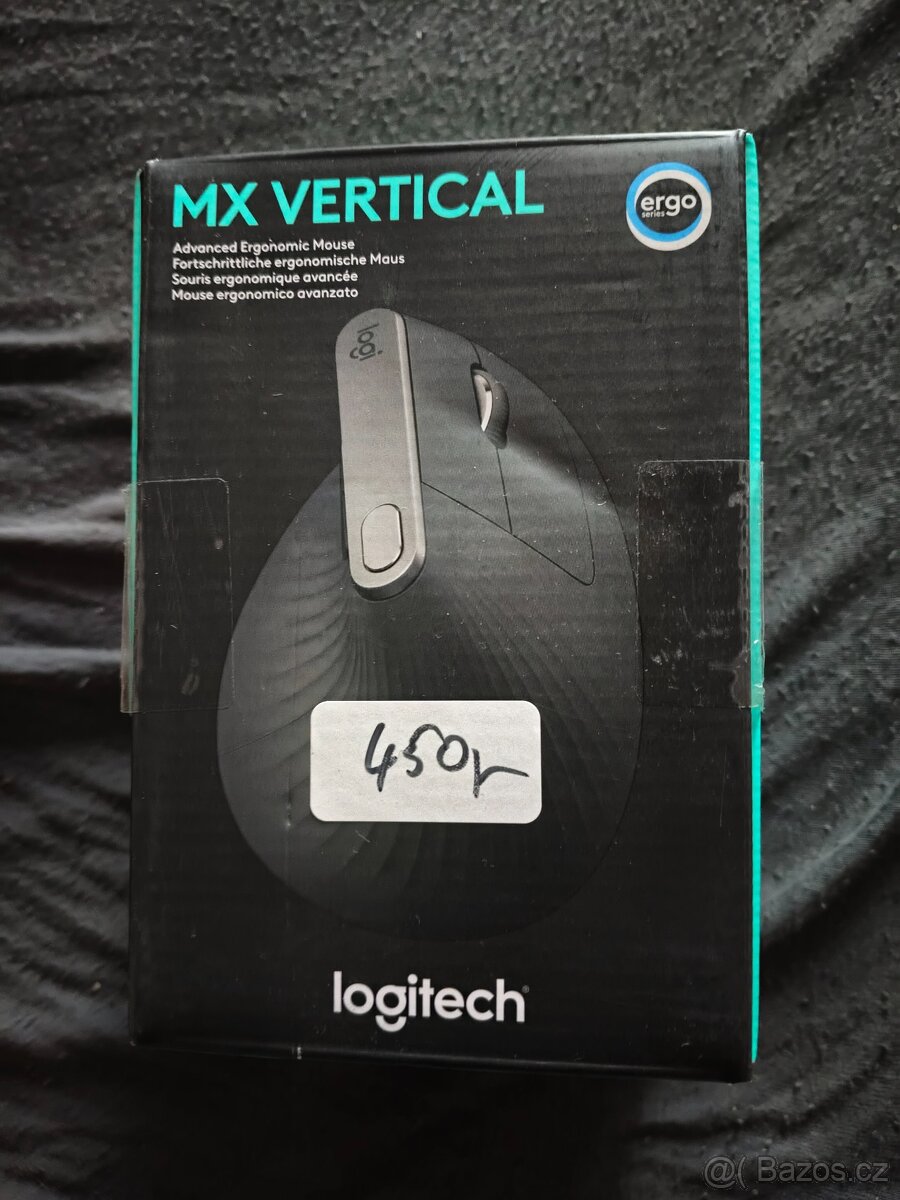 MX VERTICAL
ergo
series
Advanced Ergonomic Mouse
Fortschrittliche ergonomische Maus
Souris ergonomique avancée
Mouse ergonomico avanzato
logi
450,-
logitech
@( Bazos.cz